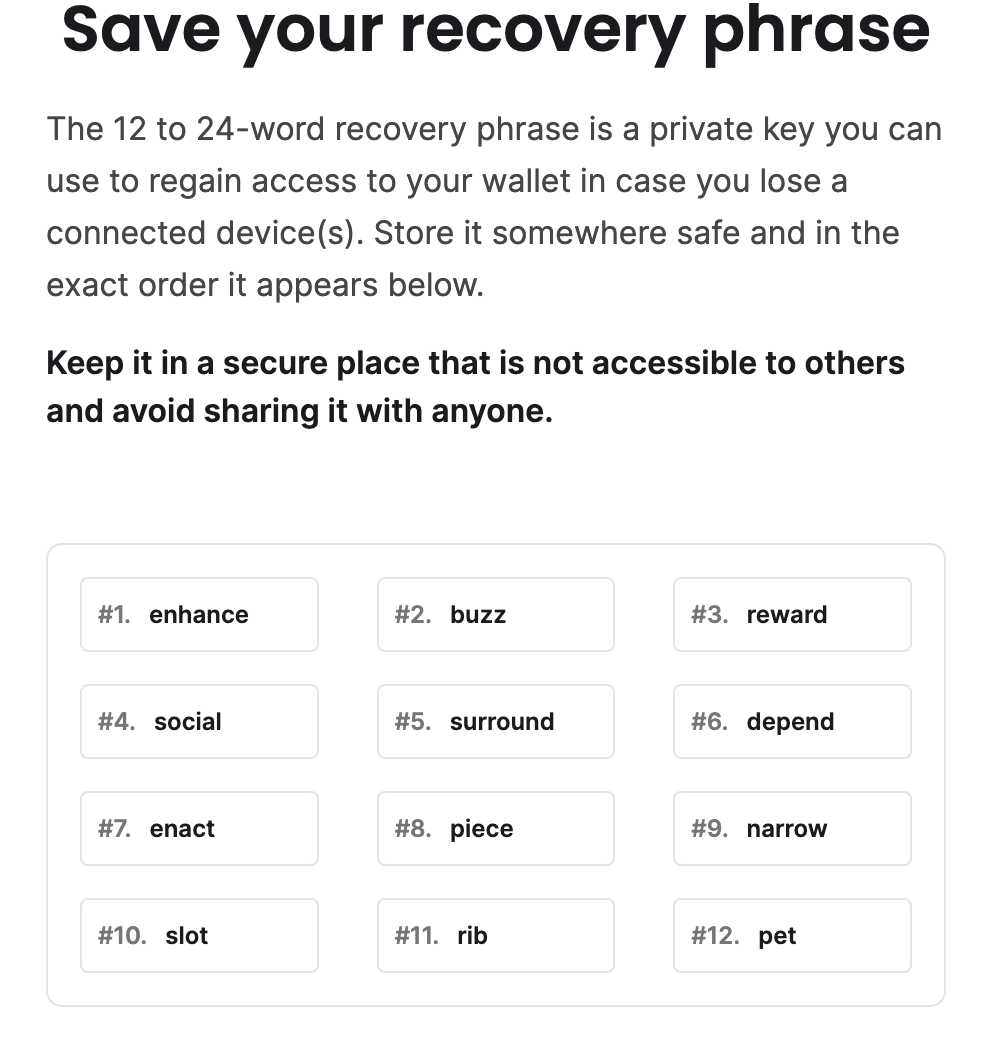 Save your recovery phrase
The 12 to 24-word recovery phrase is a private key you can
use to regain access to your wallet in case you lose a
connected device(s). Store it somewhere safe and in the
exact order it appears below.
Keep it in a secure place that is not accessible to others
and avoid sharing it with anyone.
#1. enhance #2. buzz #3. reward
#4. social #5. surround #6. depend
#7. enact #8. piece #9. narrow
#10. slot #11. rib #12. pet